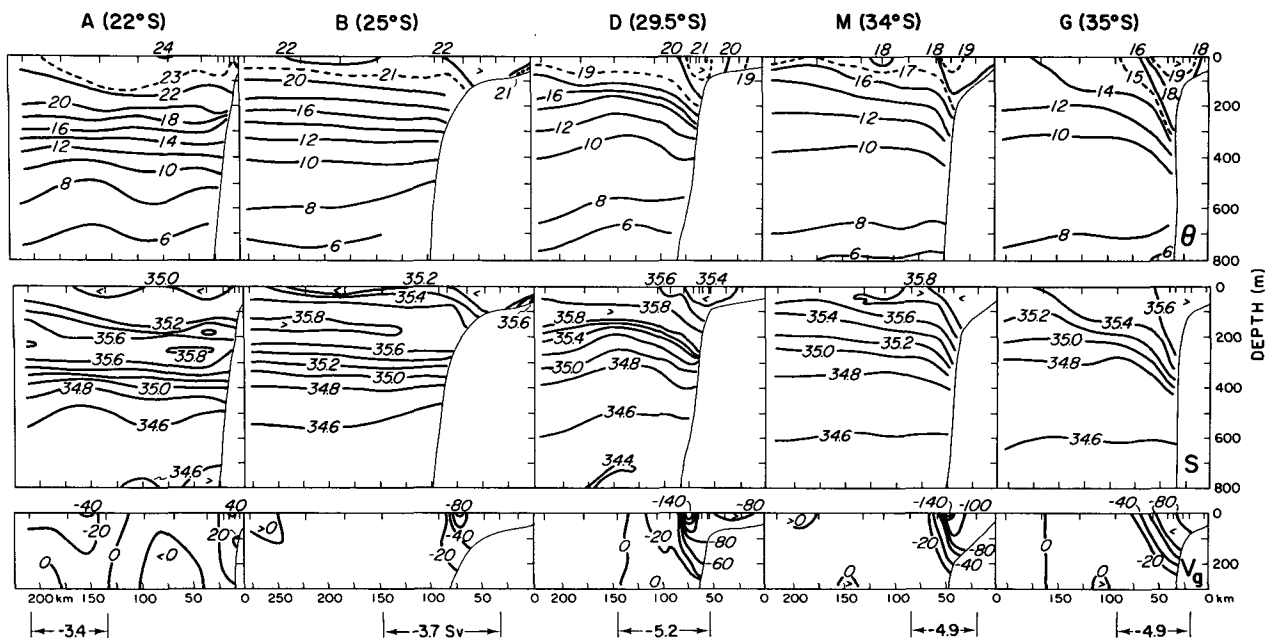 A (22°S) B (25°S) D (29.5°S) M (34°S) G (35°S)
24 22 22 20 21 20 18 18 19 16 18
23 22 20 18 16 14 12 10 8 6
20 21 16 12 10 8 6 21
19 16 12 10 8 6 19
17 16 12 10 8 6
15 14 19 18 12 10 8 6
θ
0 200 400 600 800
DEPTH (m)
35.0 35.2 35.6 35.4 35.8
35.2 35.6 35.8 35.6 34.8 35.0 34.6
35.4 35.8 35.6 35.2 35.0 34.8 34.6 35.6
35.8 35.8 35.4 35.0 34.8 34.6 34.4
35.4 35.6 35.2 35.0 34.8 34.6
35.6 35.2 35.4 35.0 34.8 34.6
S
0 200 400 600 800
-40 40 -80 -140 -80 -140 -100 -40 -80
-20 0 0 <0 20
>0 -40 -20
0 -20 -80 -60 0
>0 -20 -80 -40 0
0 -20 0
Vg
0 200
200 km 150 100 50 0 250 200 150 100 50 0 200 150 100 50 0 200 150 100 50 0 150 100 50 0 km
-3.4 -3.7 Sv -5.2 -4.9 -4.9